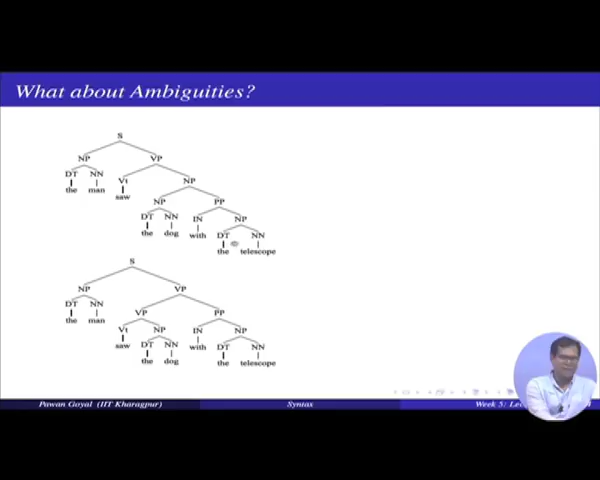 What about Ambiguities?
S
NP VP
DT NN Vt NP
the man saw NP PP
DT NN IN NP
the dog with DT NN
the telescope
S
NP VP
DT NN VP PP
the man Vt NP IN NP
saw DT NN with DT NN
the dog the telescope
Pawan Goyal (IIT Kharagpur) Syntax Week 5: